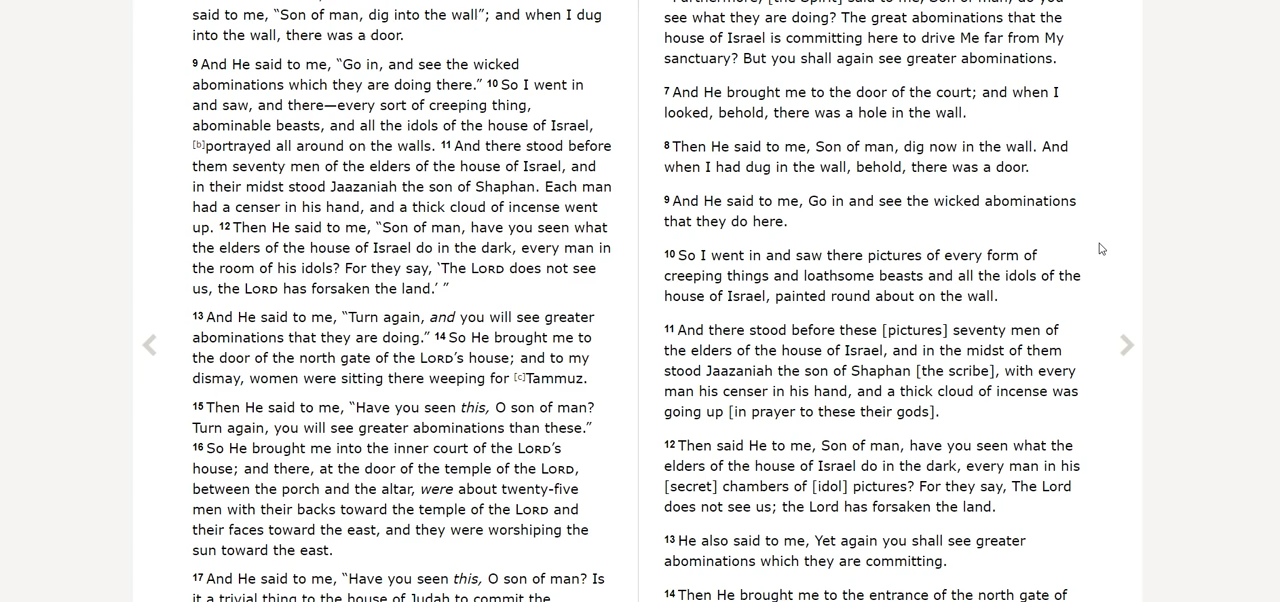 said to me, “Son of man, dig into the wall”; and when I dug
into the wall, there was a door.
9 And He said to me, “Go in, and see the wicked
abominations which they are doing there.” 10 So I went in
and saw, and there—every sort of creeping thing,
abominable beasts, and all the idols of the house of Israel,
[b]portrayed all around on the walls. 11 And there stood before
them seventy men of the elders of the house of Israel, and
in their midst stood Jaazaniah the son of Shaphan. Each man
had a censer in his hand, and a thick cloud of incense went
up. 12 Then He said to me, “Son of man, have you seen what
the elders of the house of Israel do in the dark, every man in
the room of his idols? For they say, ‘The LORD does not see
us, the LORD has forsaken the land.’ ”
13 And He said to me, “Turn again, and you will see greater
abominations that they are doing.” 14 So He brought me to
the door of the north gate of the LORD’s house; and to my
dismay, women were sitting there weeping for [c]Tammuz.
15 Then He said to me, “Have you seen this, O son of man?
Turn again, you will see greater abominations than these.”
16 So He brought me into the inner court of the LORD’s
house; and there, at the door of the temple of the LORD,
between the porch and the altar, were about twenty-five
men with their backs toward the temple of the LORD and
their faces toward the east, and they were worshiping the
sun toward the east.
17 And He said to me, “Have you seen this, O son of man? Is
it a trivial thing to the house of Judah to commit the
Furthermore, [the Spirit] said to me, Son of man, do you
see what they are doing? The great abominations that the
house of Israel is committing here to drive Me far from My
sanctuary? But you shall again see greater abominations.
7 And He brought me to the door of the court; and when I
looked, behold, there was a hole in the wall.
8 Then He said to me, Son of man, dig now in the wall. And
when I had dug in the wall, behold, there was a door.
9 And He said to me, Go in and see the wicked abominations
that they do here.
10 So I went in and saw there pictures of every form of
creeping things and loathsome beasts and all the idols of the
house of Israel, painted round about on the wall.
11 And there stood before these [pictures] seventy men of
the elders of the house of Israel, and in the midst of them
stood Jaazaniah the son of Shaphan [the scribe], with every
man his censer in his hand, and a thick cloud of incense was
going up [in prayer to these their gods].
12 Then said He to me, Son of man, have you seen what the
elders of the house of Israel do in the dark, every man in his
[secret] chambers of [idol] pictures? For they say, The Lord
does not see us; the Lord has forsaken the land.
13 He also said to me, Yet again you shall see greater
abominations which they are committing.
14 Then He brought me to the entrance of the north gate of